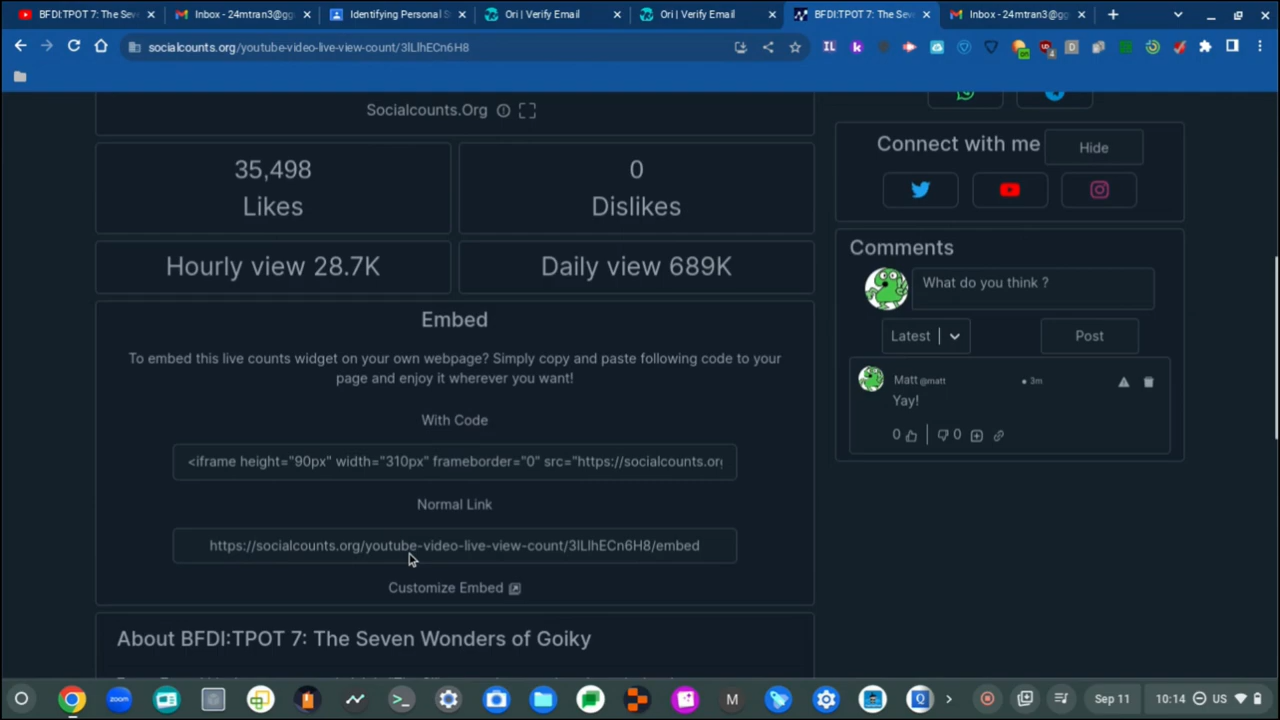 BFDI:TPOT 7: The Sev
Inbox - 24mtran3@g
Identifying Personal S
Ori | Verify Email
Ori | Verify Email
BFDI:TPOT 7: The Sev
Inbox - 24mtran3@g
socialcounts.org/youtube-video-live-view-count/3lLlhECn6H8
Socialcounts.Org
35,498
Likes
0
Dislikes
Hourly view 28.7K
Daily view 689K
Embed
To embed this live counts widget on your own webpage? Simply copy and paste following code to your
page and enjoy it wherever you want!
With Code
<iframe height="90px" width="310px" frameborder="0" src="https://socialcounts.org
Normal Link
https://socialcounts.org/youtube-video-live-view-count/3lLlhECn6H8/embed
Customize Embed
About BFDI:TPOT 7: The Seven Wonders of Goiky
Connect with me
Hide
Comments
What do you think ?
Latest
Post
Matt @matt
• 3m
Yay!
0
0
zoom
M
Q
Sep 11
10:14
US